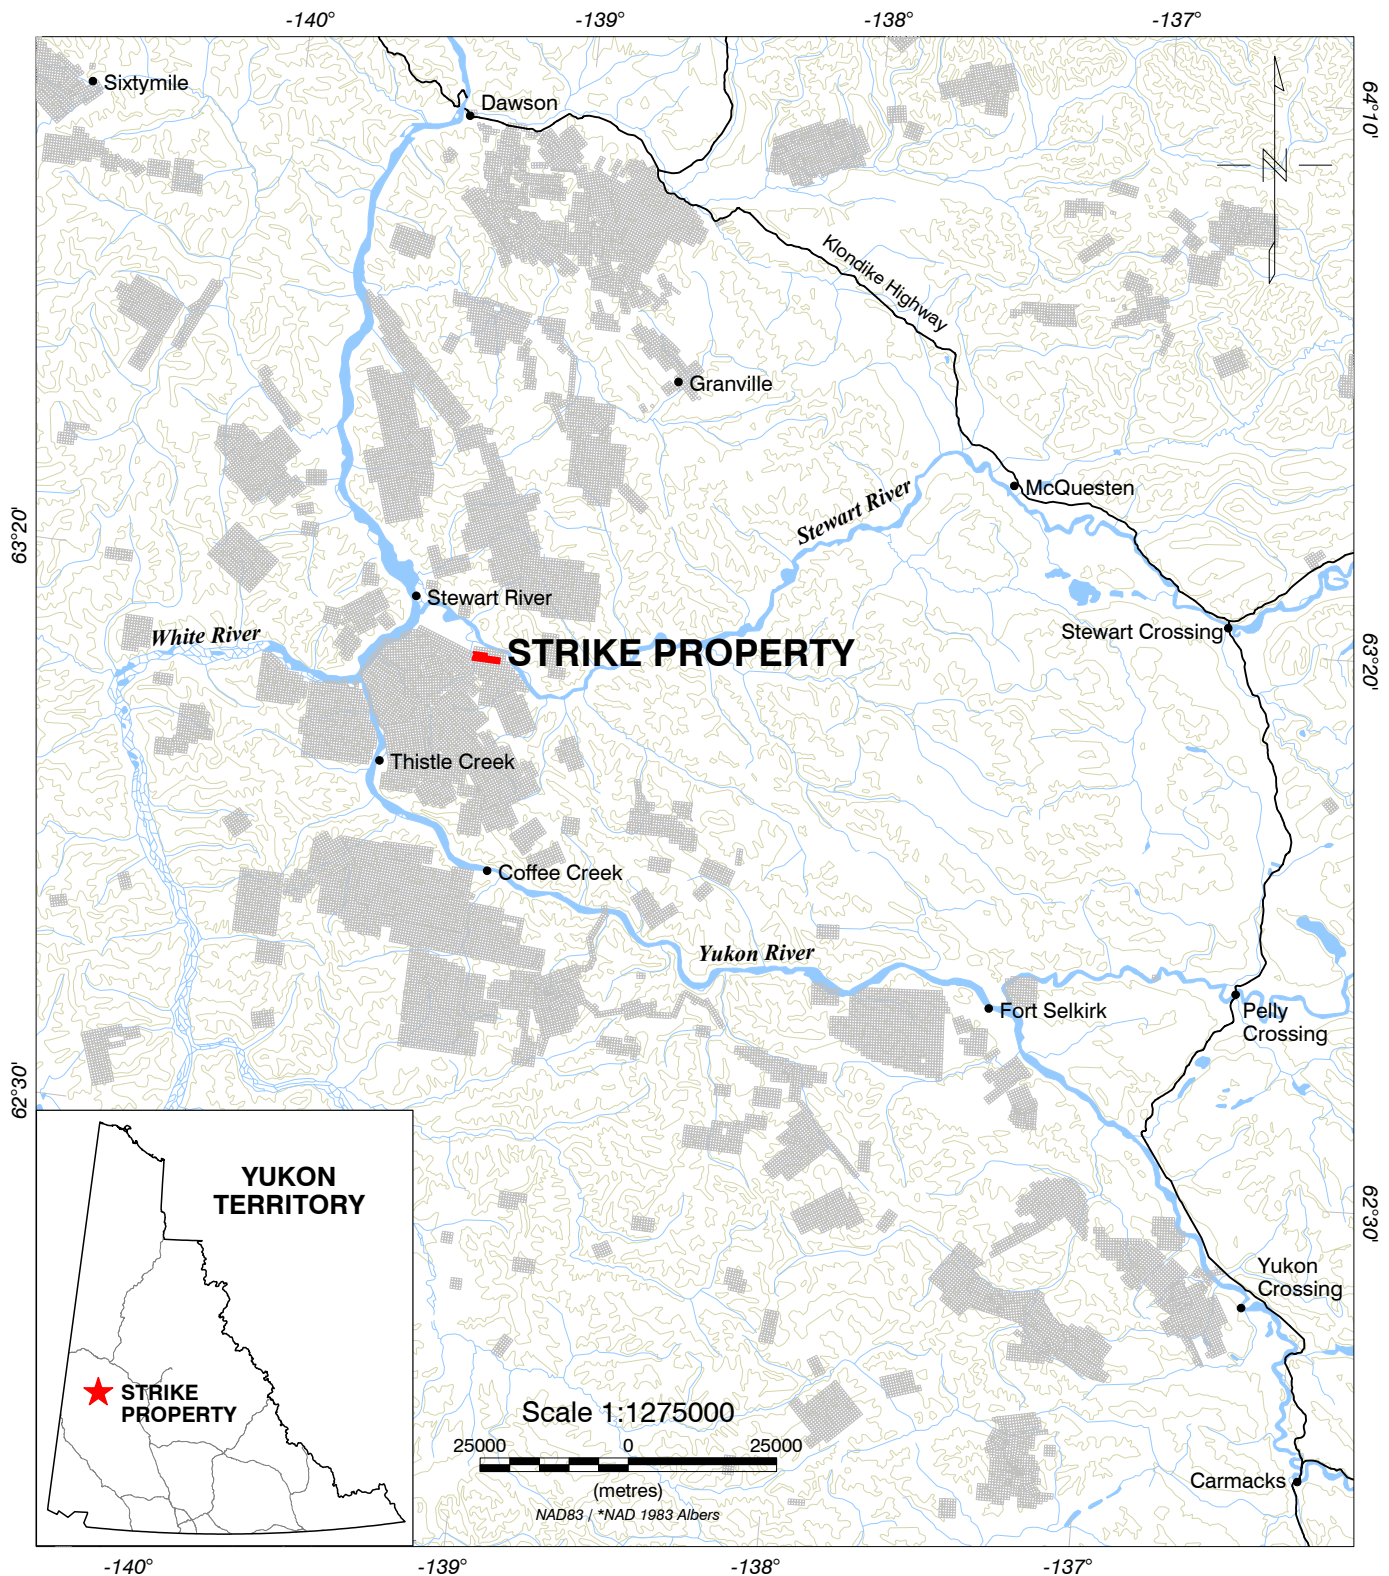 -140°
-139°
-138°
-137°
Sixtymile
Dawson
64°10'
Klondike Highway
Granville
McQuesten
Stewart River
63°20'
Stewart River
White River
Stewart Crossing
STRIKE PROPERTY
63°20'
Thistle Creek
Coffee Creek
Yukon River
Fort Selkirk
Pelly
Crossing
62°30'
YUKON
TERRITORY
62°30'
Yukon
Crossing
STRIKE
PROPERTY
Scale 1:1275000
25000
0
25000
(metres)
NAD83 / *NAD 1983 Albers
Carmacks
-140°
-139°
-138°
-137°
N